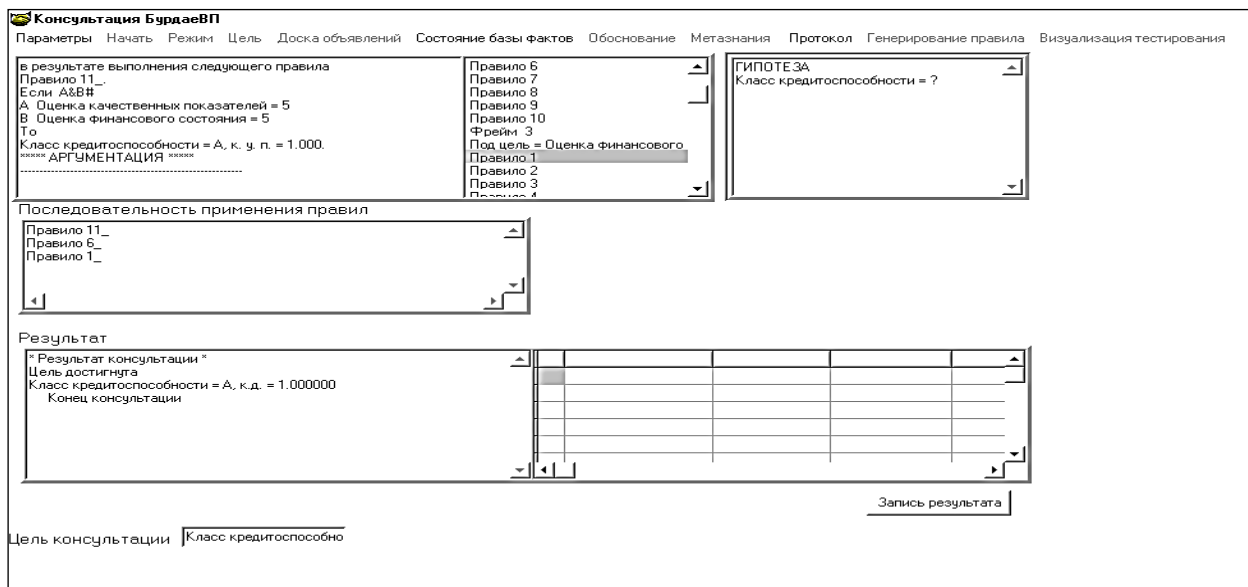 Консультация БурдаеВП
Параметры Начать Режим Цель Доска объявлений Состояние базы фактов Обоснование Метазнания Протокол Генерирование правила Визуализация тестирования
в результате выполнения следующего правила
Правило 11_.
Если A&B#
A Оценка качественных показателей = 5
B Оценка финансового состояния = 5
То
Класс кредитоспособности = A, к. у. п. = 1.000.
***** АРГУМЕНТАЦИЯ *****
------------------------------------------------------------
Правило 6
Правило 7
Правило 8
Правило 9
Правило 10
Фрейм 3
Под цель = Оценка финансового
Правило 1
Правило 2
Правило 3
Правило 4
ГИПОТЕЗА
Класс кредитоспособности = ?
Последовательность применения правил
Правило 11_
Правило 6_
Правило 1_
Результат
* Результат консультации *
Цель достигнута
Класс кредитоспособности = A, к.д. = 1.000000
Конец консультации
Запись результата
Цель консультации Класс кредитоспособно